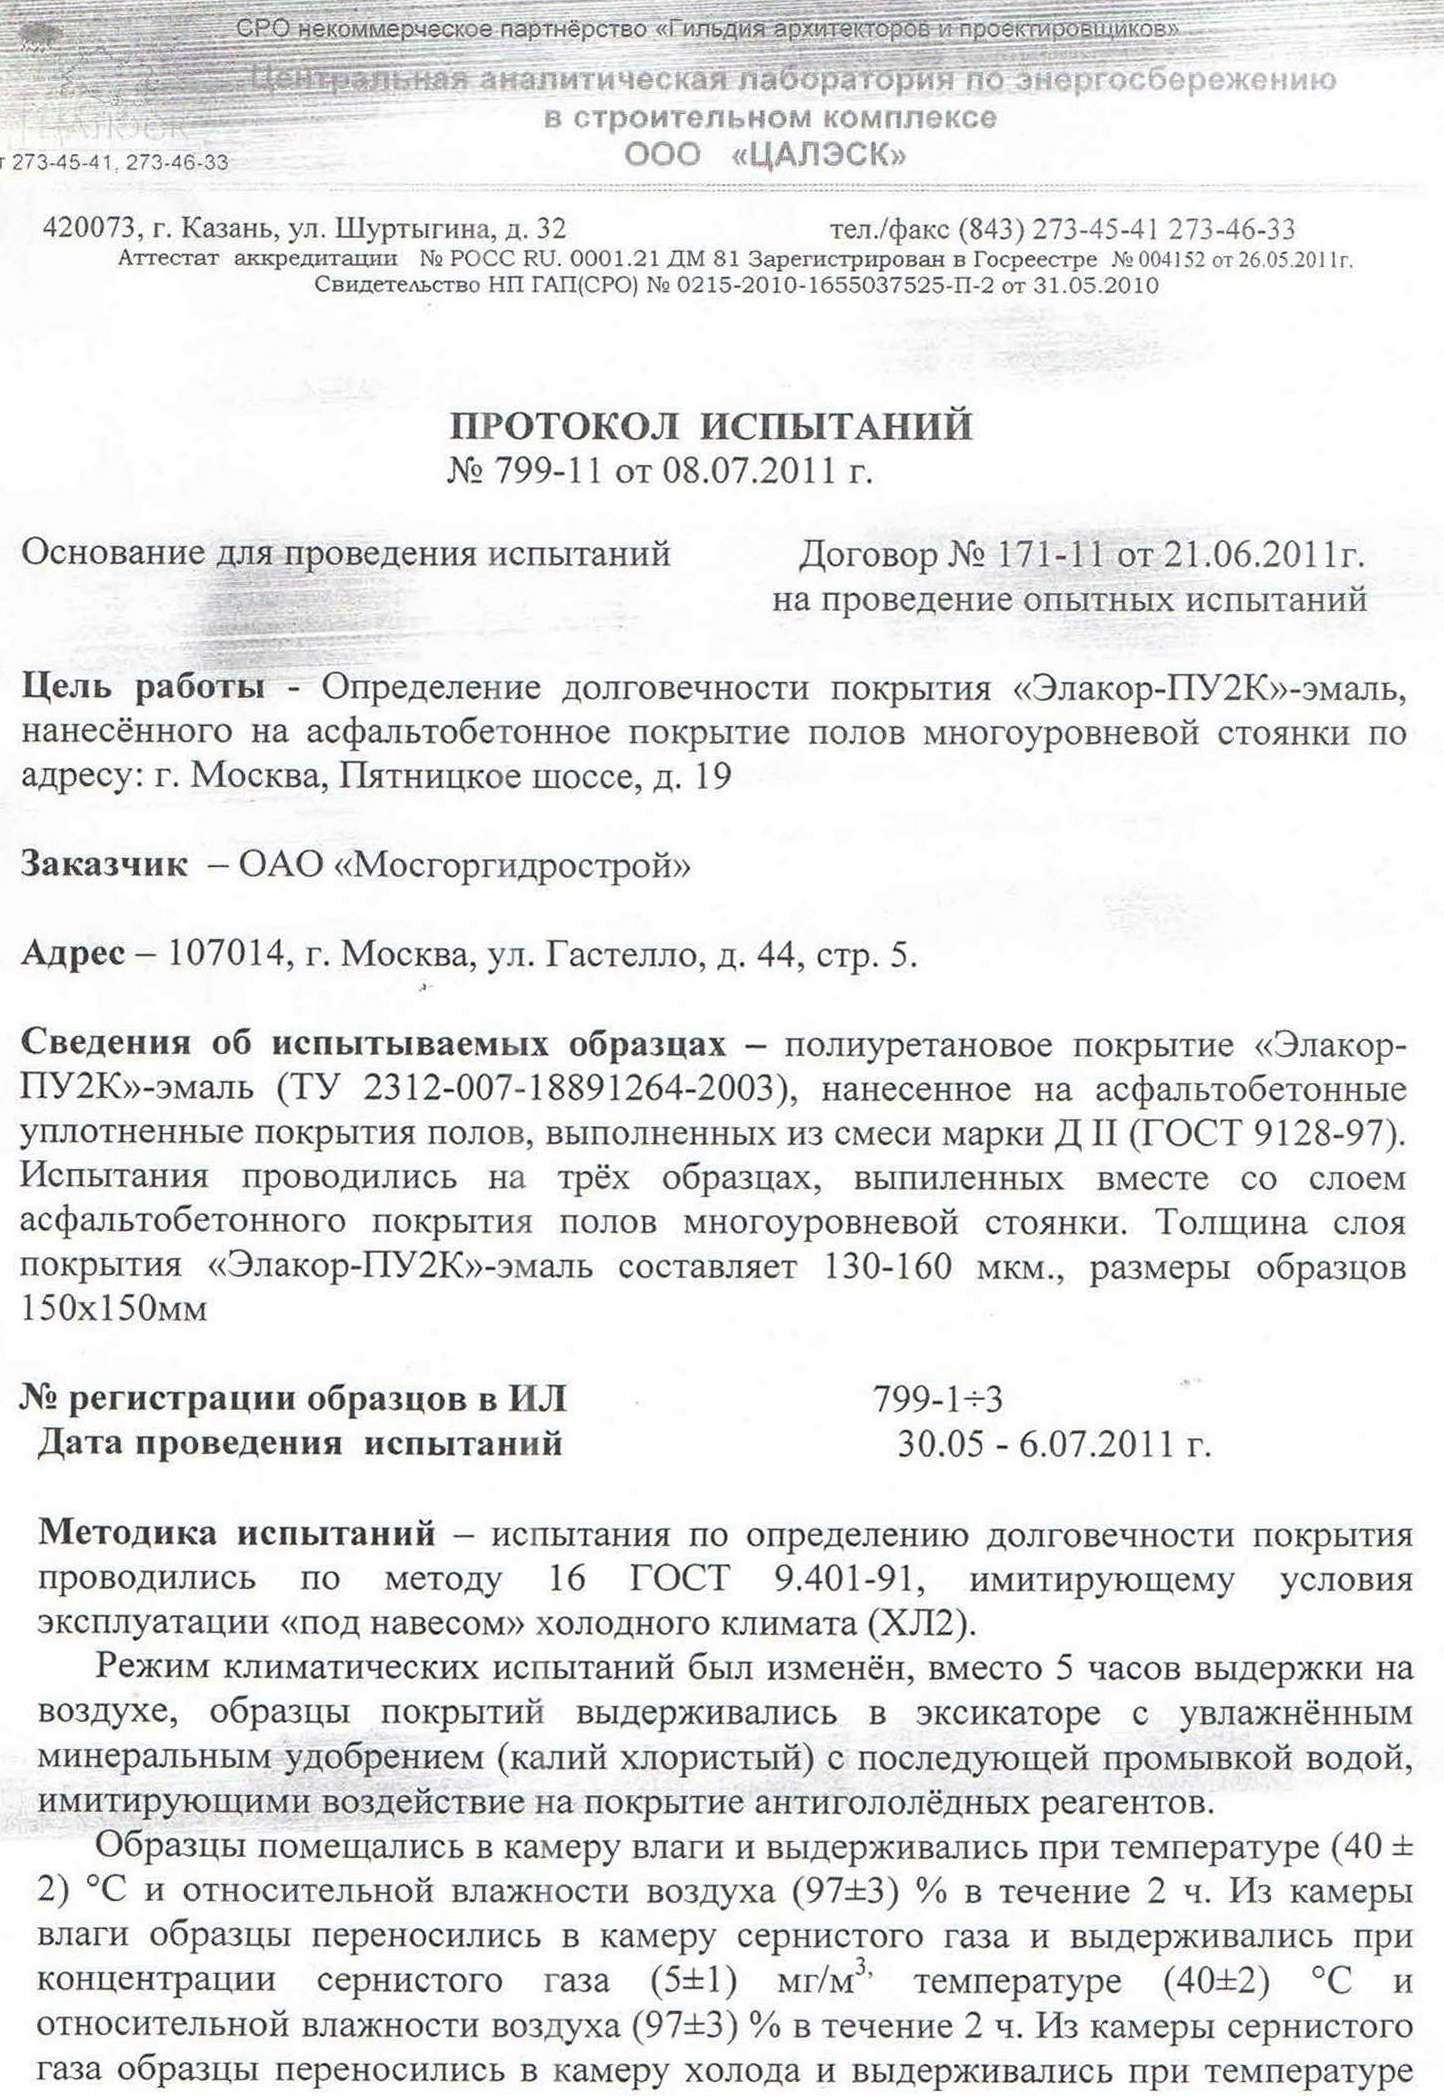 СРО некоммерческое партнёрство «Гильдия архитекторов и проектировщиков»
Центральная аналитическая лаборатория по энергосбережению
в строительном комплексе
ООО «ЦАЛЭСК»
ЦАЛЭСК
т 273-45-41, 273-46-33
420073, г. Казань, ул. Шуртыгина, д. 32 тел./факс (843) 273-45-41 273-46-33
Аттестат аккредитации № РОСС RU. 0001.21 ДМ 81 Зарегистрирован в Госреестре № 004152 от 26.05.2011г.
Свидетельство НП ГАП(СРО) № 0215-2010-1655037525-П-2 от 31.05.2010
ПРОТОКОЛ ИСПЫТАНИЙ
№ 799-11 от 08.07.2011 г.
Основание для проведения испытаний Договор № 171-11 от 21.06.2011г.
на проведение опытных испытаний
Цель работы - Определение долговечности покрытия «Элакор-ПУ2К»-эмаль,
нанесённого на асфальтобетонное покрытие полов многоуровневой стоянки по
адресу: г. Москва, Пятницкое шоссе, д. 19
Заказчик – ОАО «Мосгоргидрострой»
Адрес – 107014, г. Москва, ул. Гастелло, д. 44, стр. 5.
Сведения об испытываемых образцах – полиуретановое покрытие «Элакор-
ПУ2К»-эмаль (ТУ 2312-007-18891264-2003), нанесенное на асфальтобетонные
уплотненные покрытия полов, выполненных из смеси марки Д II (ГОСТ 9128-97).
Испытания проводились на трёх образцах, выпиленных вместе со слоем
асфальтобетонного покрытия полов многоуровневой стоянки. Толщина слоя
покрытия «Элакор-ПУ2К»-эмаль составляет 130-160 мкм., размеры образцов
150х150мм
№ регистрации образцов в ИЛ 799-1÷3
Дата проведения испытаний 30.05 - 6.07.2011 г.
Методика испытаний – испытания по определению долговечности покрытия
проводились по методу 16 ГОСТ 9.401-91, имитирующему условия
эксплуатации «под навесом» холодного климата (ХЛ2).
Режим климатических испытаний был изменён, вместо 5 часов выдержки на
воздухе, образцы покрытий выдерживались в эксикаторе с увлажнённым
минеральным удобрением (калий хлористый) с последующей промывкой водой,
имитирующими воздействие на покрытие антигололёдных реагентов.
Образцы помещались в камеру влаги и выдерживались при температуре (40 ±
2) °С и относительной влажности воздуха (97±3) % в течение 2 ч. Из камеры
влаги образцы переносились в камеру сернистого газа и выдерживались при
концентрации сернистого газа (5±1) мг/м³, температуре (40±2) °С и
относительной влажности воздуха (97±3) % в течение 2 ч. Из камеры сернистого
газа образцы переносились в камеру холода и выдерживались при температуре